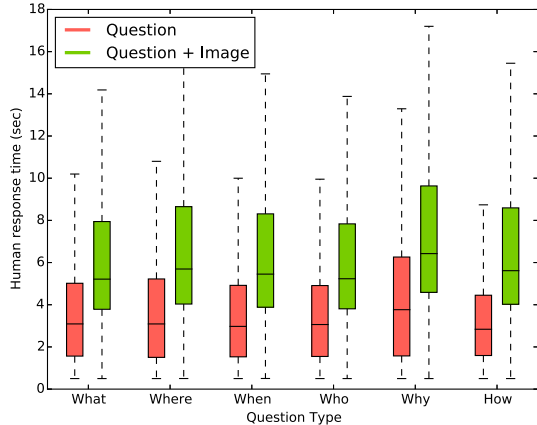 Question
Question + Image
Human response time (sec)
18
16
14
12
10
8
6
4
2
0
What Where When Who Why How
Question Type